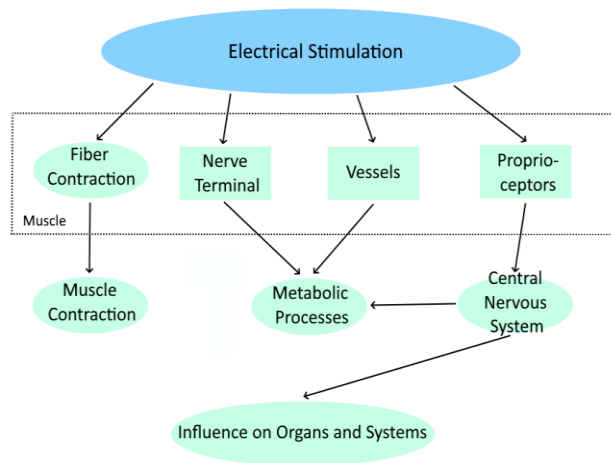 Electrical Stimulation
Fiber
Contraction
Nerve
Terminal
Vessels
Proprio-
ceptors
Muscle
Muscle
Contraction
Metabolic
Processes
Central
Nervous
System
Influence on Organs and Systems